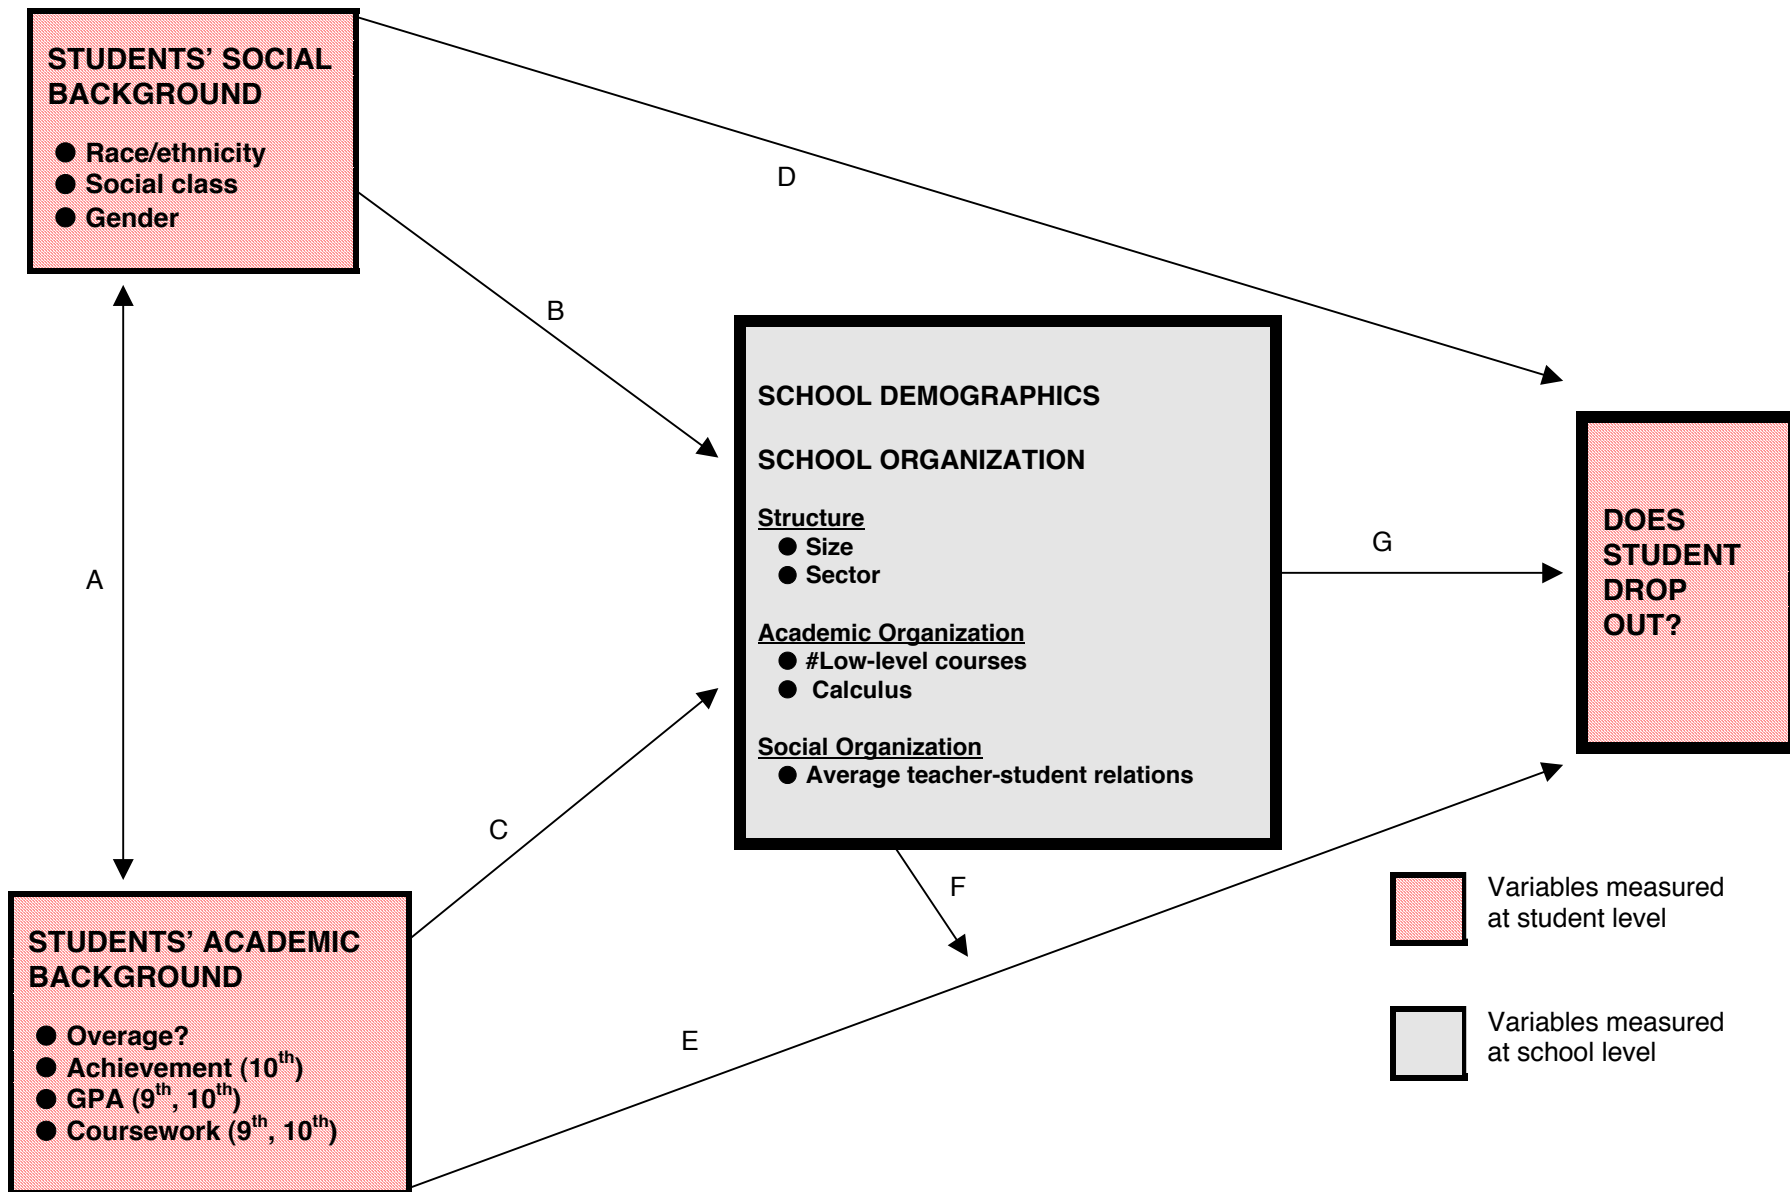 STUDENTS’ SOCIAL
BACKGROUND
● Race/ethnicity
● Social class
● Gender
D
B
A
SCHOOL DEMOGRAPHICS
SCHOOL ORGANIZATION
Structure
● Size
● Sector
Academic Organization
● #Low-level courses
● Calculus
Social Organization
● Average teacher-student relations
G
DOES
STUDENT
DROP
OUT?
C
F
E
STUDENTS’ ACADEMIC
BACKGROUND
● Overage?
● Achievement (10th)
● GPA (9th, 10th)
● Coursework (9th, 10th)
Variables measured
at student level
Variables measured
at school level